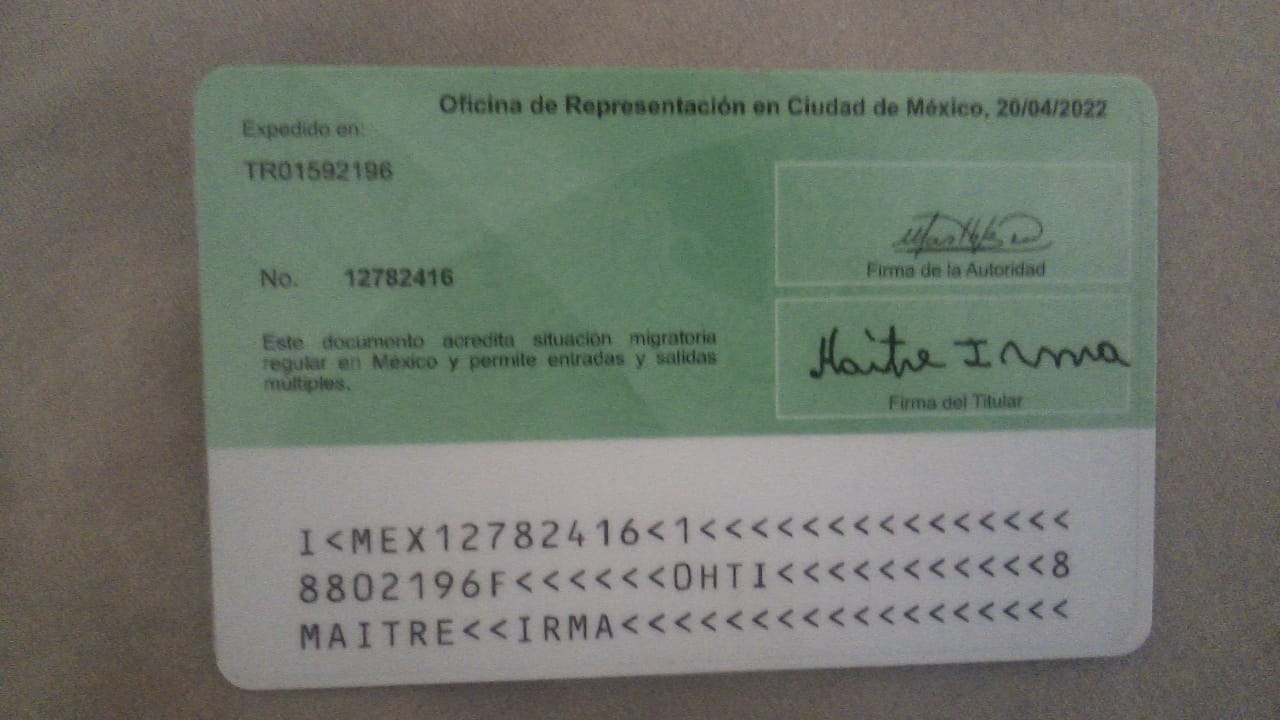 Oficina de Representación en Ciudad de México, 20/04/2022
Expedido en:
TR01592196
No. 12782416
Firma de la Autoridad
Este documento acredita situación migratoria
regular en México y permite entradas y salidas
múltiples.
Maitre Irma
Firma del Titular
I<MEX12782416<1<<<<<<<<<<<<<<<
8802196F<<<<<<0HTI<<<<<<<<<<<8
MAITRE<<IRMA<<<<<<<<<<<<<<<<<<